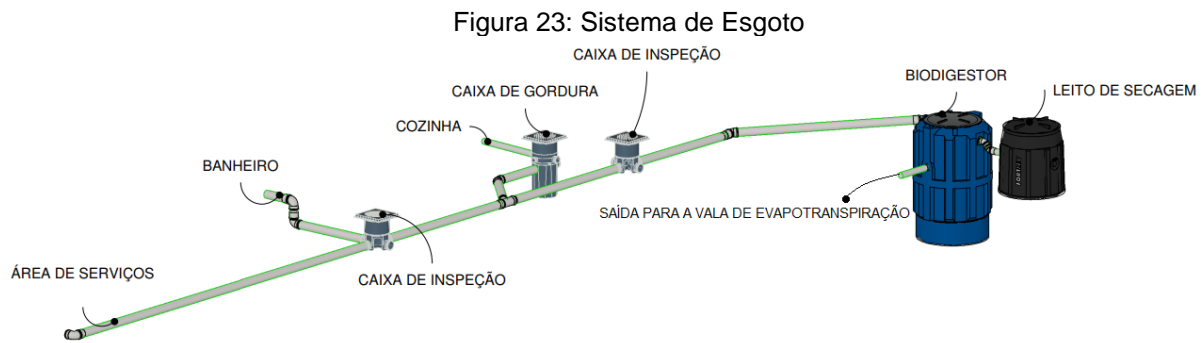 Figura 23: Sistema de Esgoto
CAIXA DE INSPEÇÃO
BIODIGESTOR
LEITO DE SECAGEM
CAIXA DE GORDURA
COZINHA
BANHEIRO
SAÍDA PARA A VALA DE EVAPOTRANSPIRAÇÃO
ÁREA DE SERVIÇOS
CAIXA DE INSPEÇÃO